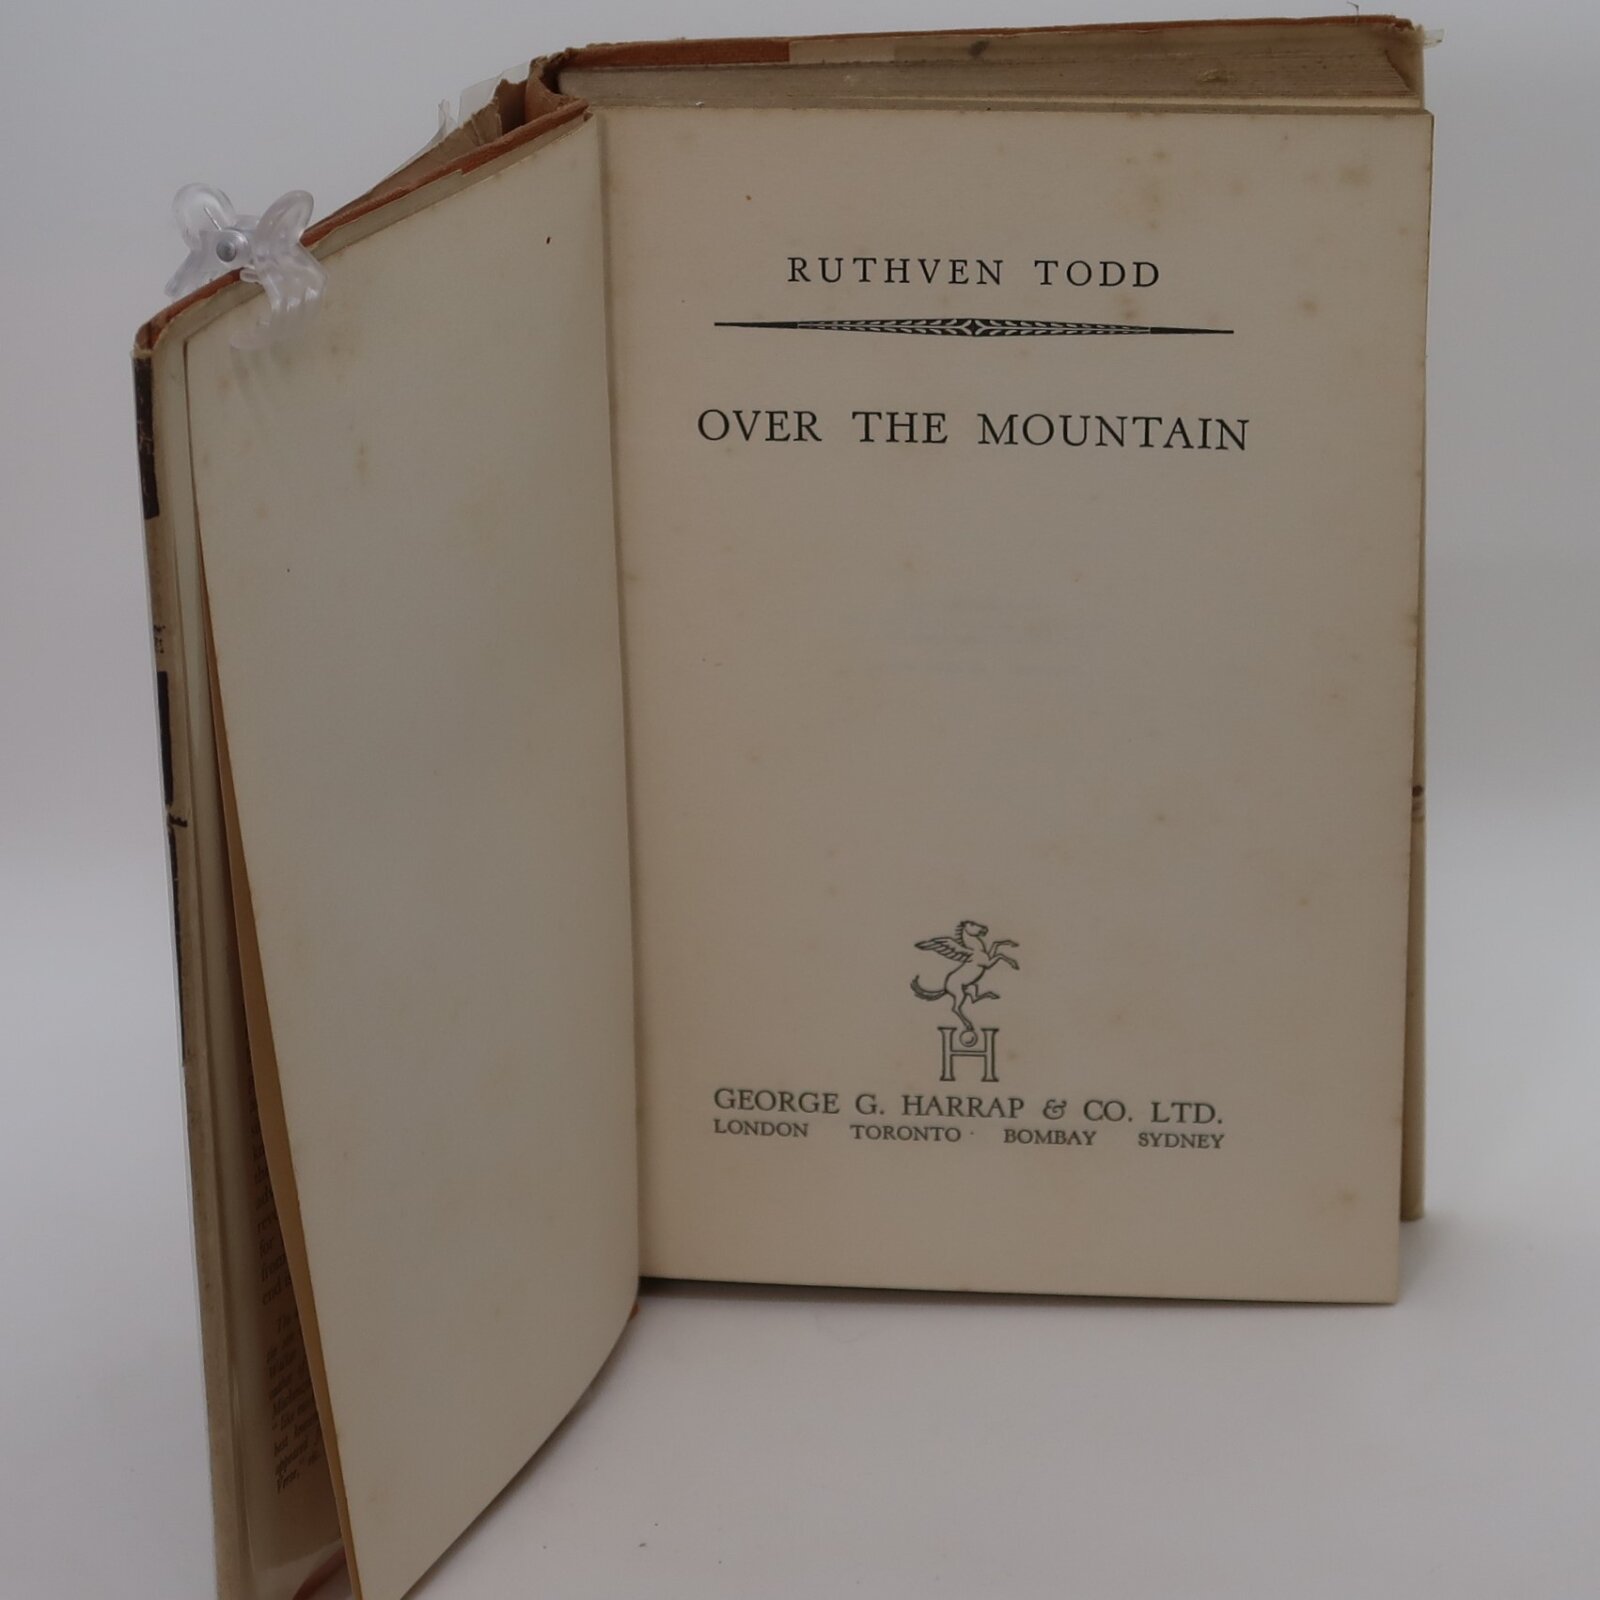 RUTHVEN TODD
OVER THE MOUNTAIN
H
GEORGE G. HARRAP & CO. LTD.
LONDON TORONTO BOMBAY SYDNEY